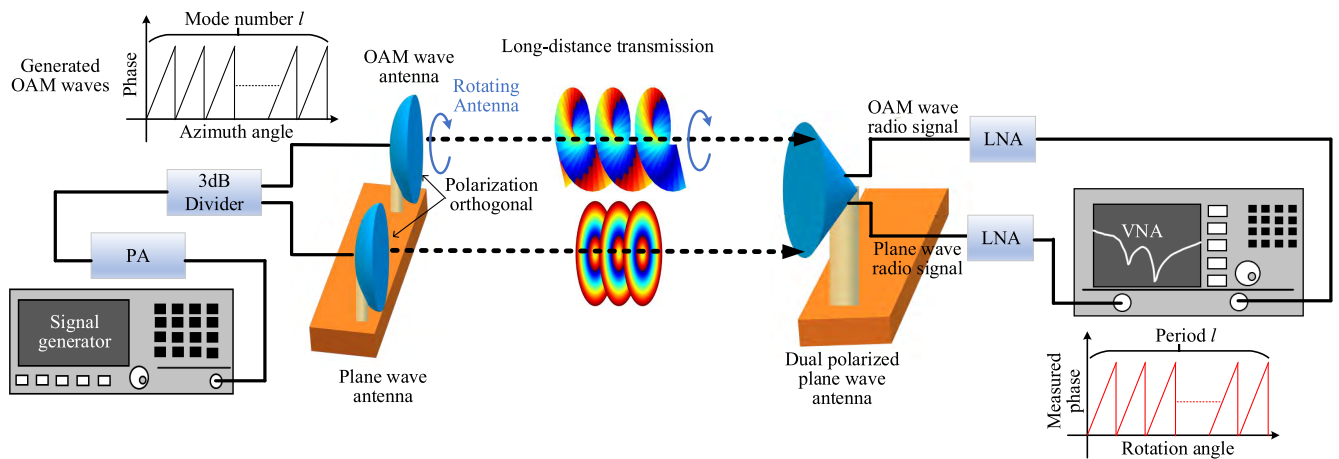 Mode number l
Generated
OAM waves
Phase
Azimuth angle
OAM wave
antenna
Rotating
Antenna
Long-distance transmission
OAM wave
radio signal
LNA
3dB
Divider
Polarization
orthogonal
PA
Plane wave
radio signal
LNA
VNA
Signal
generator
Plane wave
antenna
Dual polarized
plane wave
antenna
Period l
Measured
phase
Rotation angle